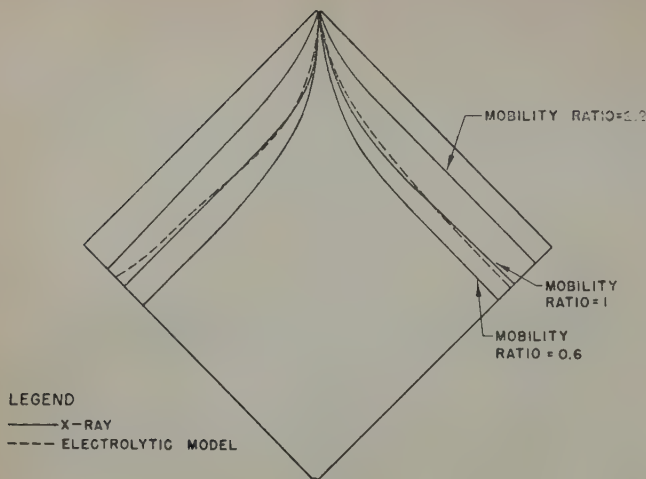 MOBILITY RATIO=
MOBILITY
RATIO=1
MOBILITY
RATIO=0.6
LEGEND
X-RAY
ELECTROLYTIC MODEL